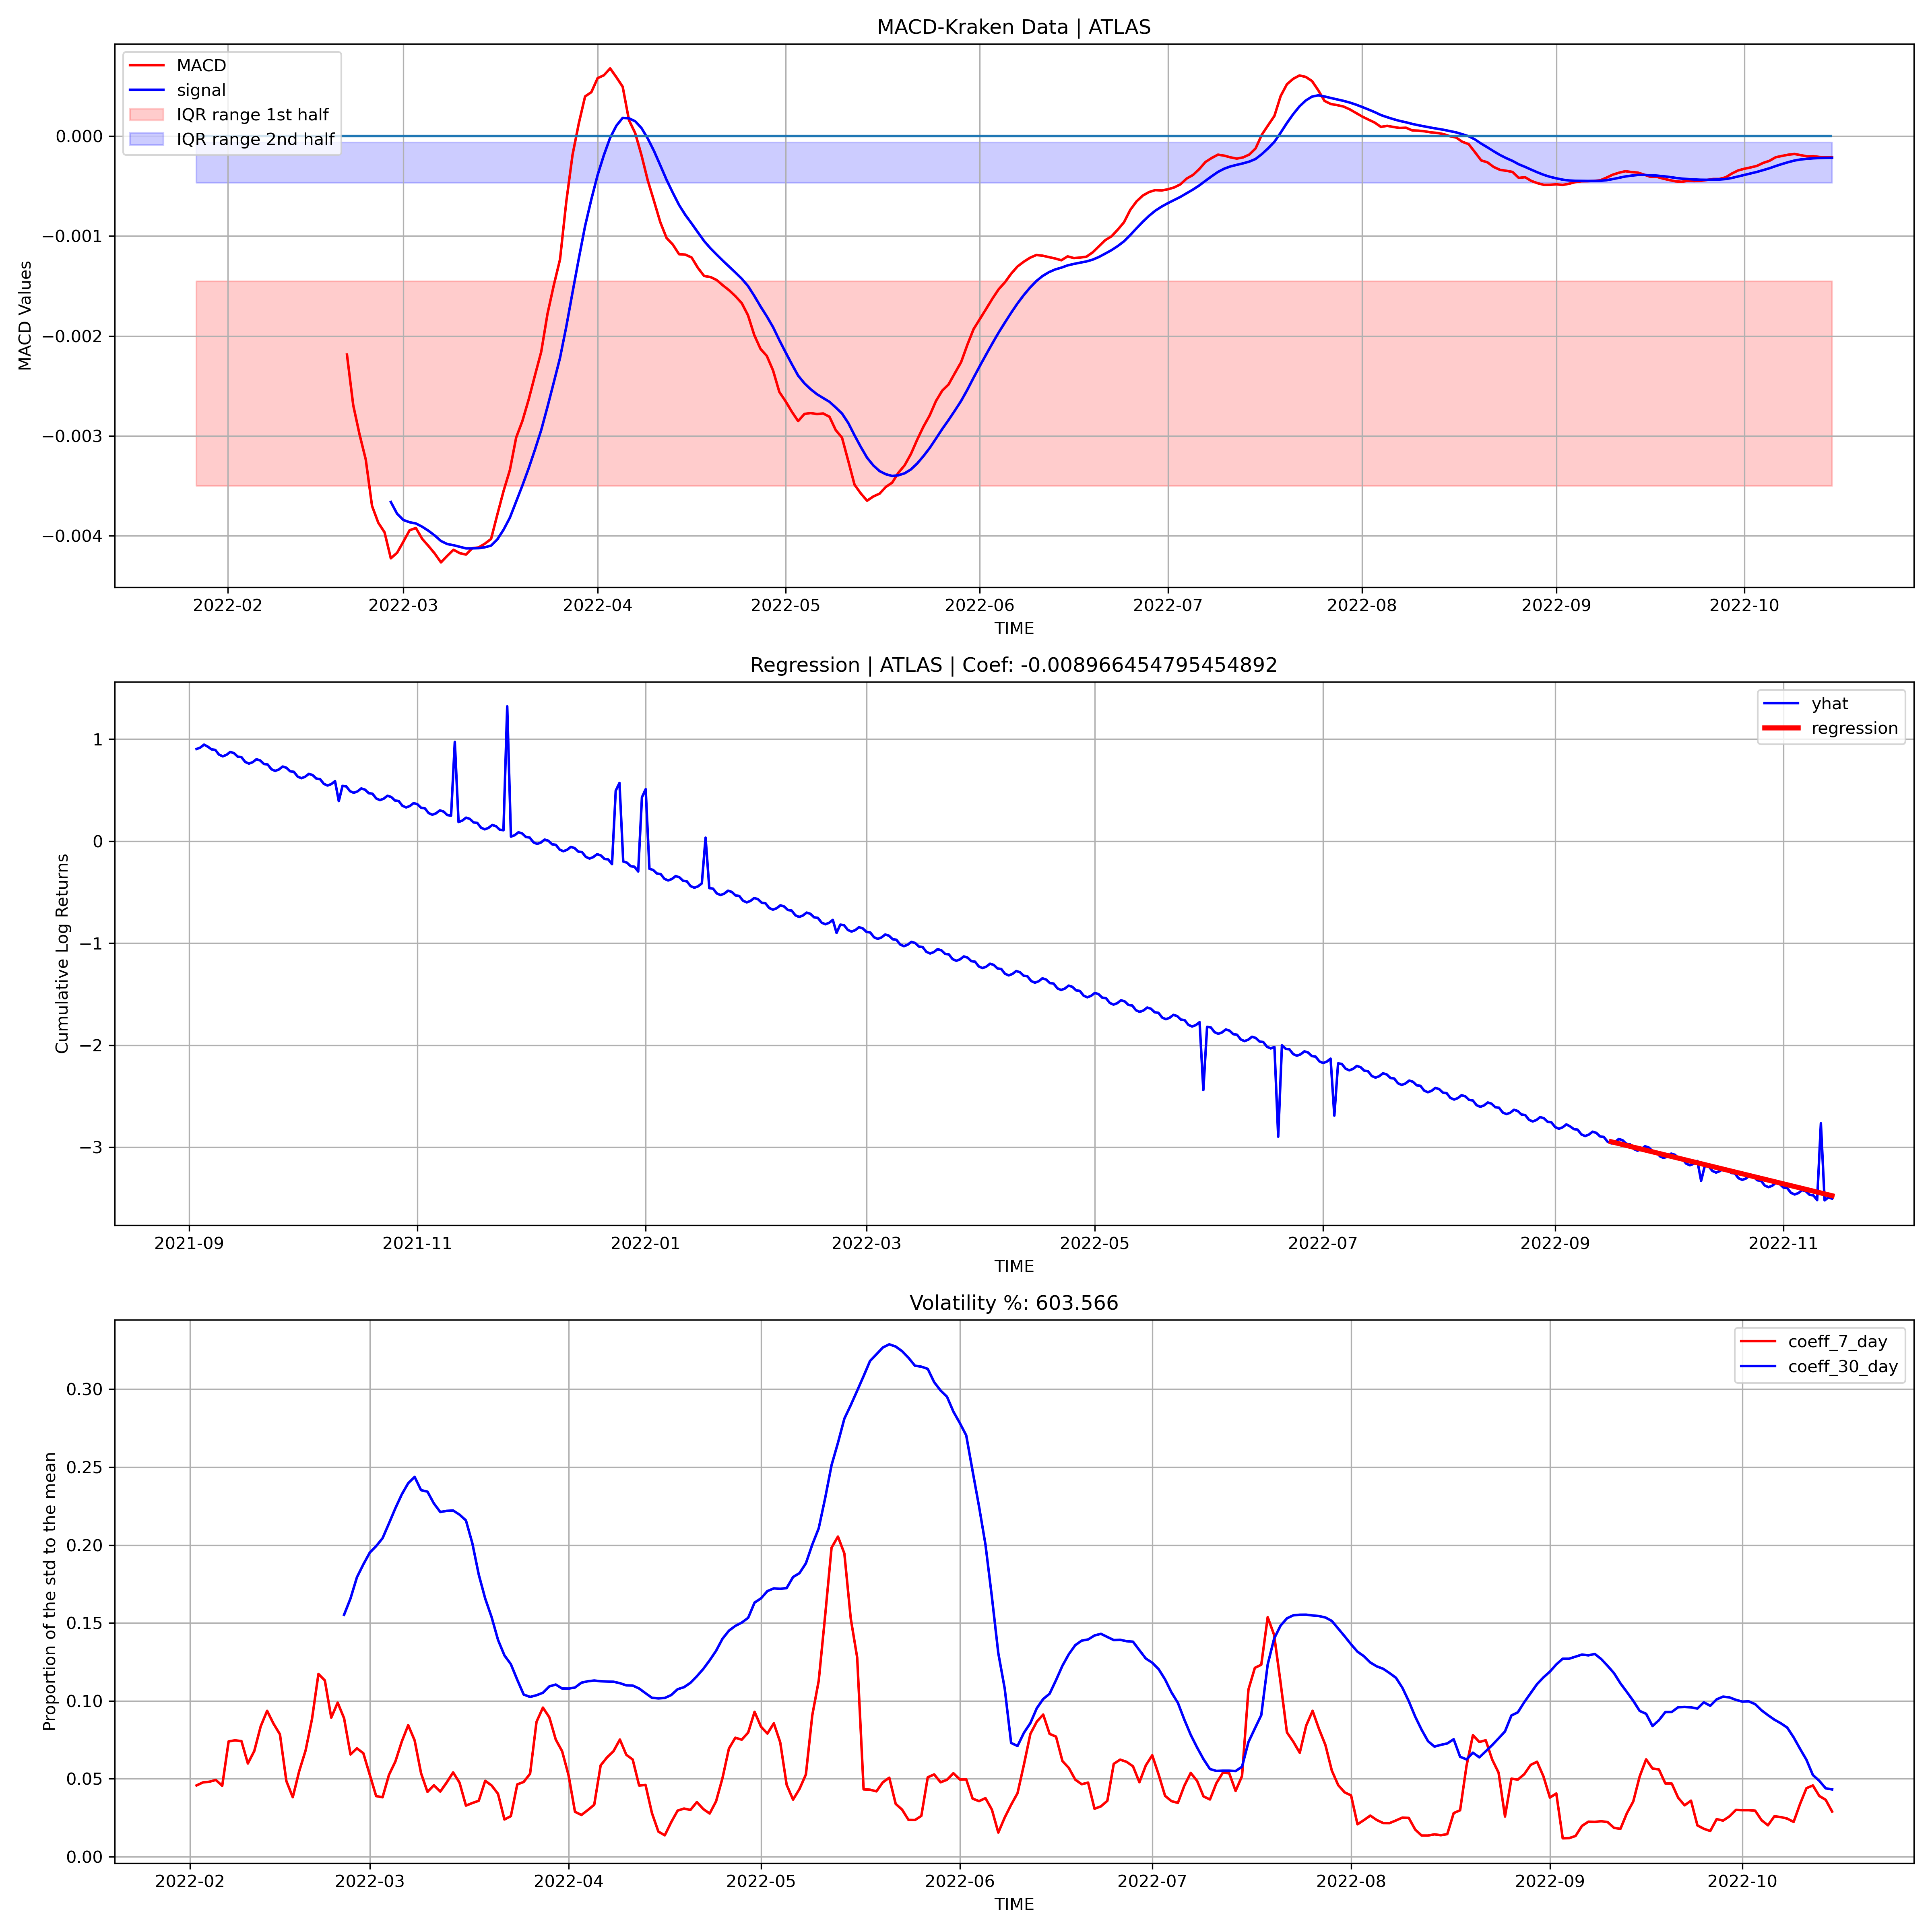 MACD-Kraken Data | ATLAS
MACD
signal
IQR range 1st half
IQR range 2nd half
MACD Values
0.000
−0.001
−0.002
−0.003
−0.004
2022-02 2022-03 2022-04 2022-05 2022-06 2022-07 2022-08 2022-09 2022-10
TIME
Regression | ATLAS | Coef: -0.008966454795454892
yhat
regression
Cumulative Log Returns
1
0
−1
−2
−3
2021-09 2021-11 2022-01 2022-03 2022-05 2022-07 2022-09 2022-11
TIME
Volatility %: 603.566
coeff_7_day
coeff_30_day
Proportion of the std to the mean
0.30
0.25
0.20
0.15
0.10
0.05
0.00
2022-02 2022-03 2022-04 2022-05 2022-06 2022-07 2022-08 2022-09 2022-10
TIME